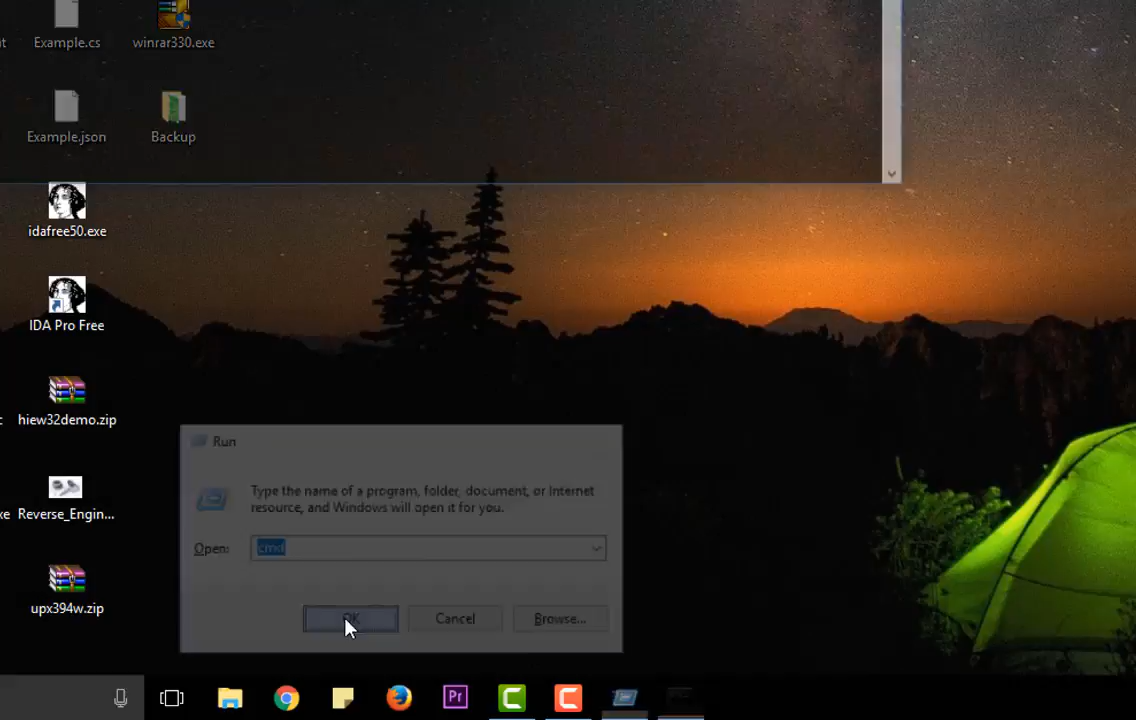 Example.cs
winrar330.exe
Example.json
Backup
idafree50.exe
IDA Pro Free
hiew32demo.zip
Reverse_Engin...
upx394w.zip
Run
Type the name of a program, folder, document, or Internet
resource, and Windows will open it for you.
Open:
cmd
OK
Cancel
Browse...
Pr